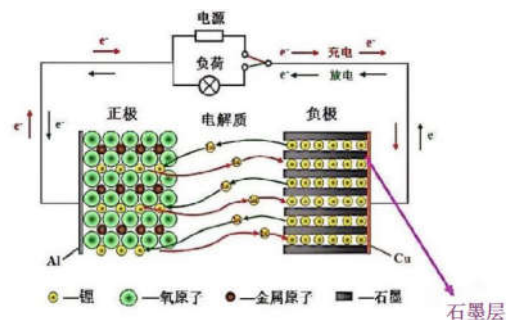 电源
负荷
e⁻ e⁻ 充电 e⁻
e⁻ 放电
正极 电解质 负极
e⁻ e⁻ e
Al Cu
锂 氧原子 金属原子 石墨
石墨层